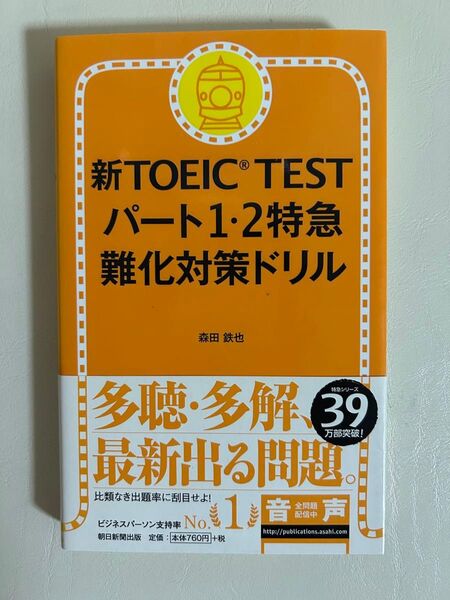 新TOEIC® TEST
パート1・2特急
難化対策ドリル
森田 鉄也
多聴・多解、
最新出る問題。
特急シリーズ
39
万部突破!
比類なき出題率に刮目せよ!
ビジネスパーソン支持率 No.1
朝日新聞出版 定価:本体760円+税
音声
全問題
配信中
http://publications.asahi.com